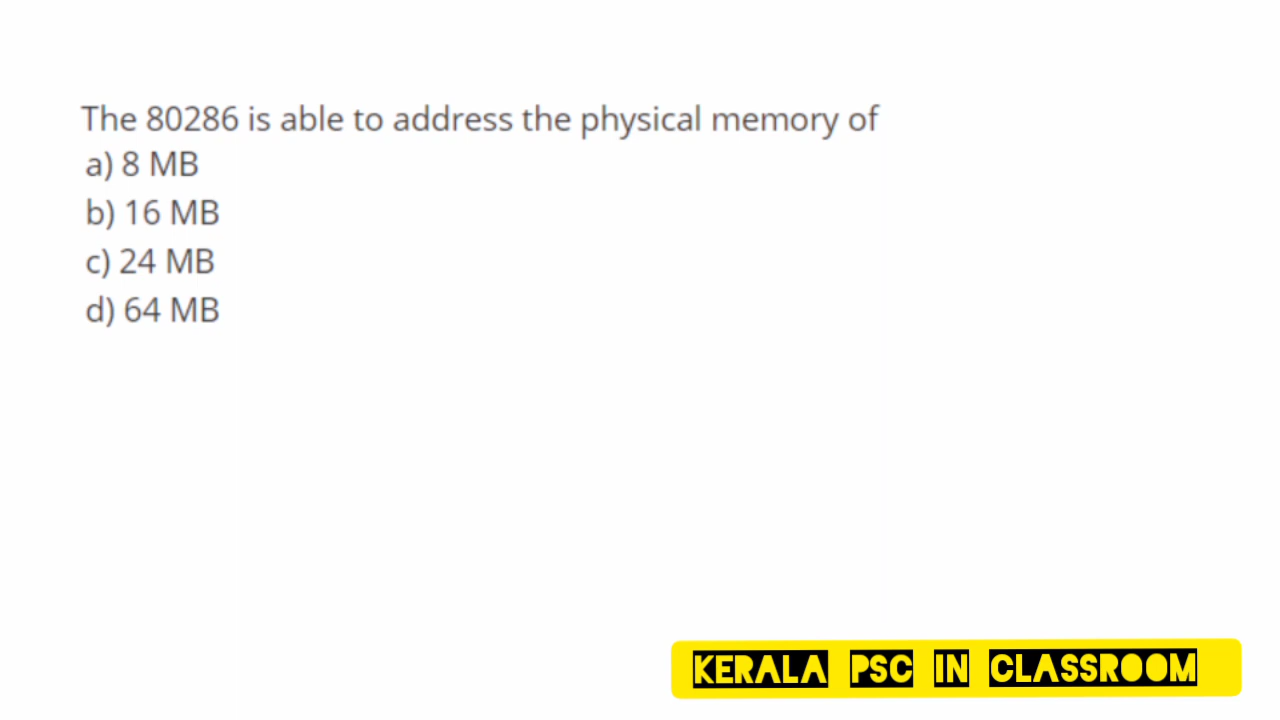 The 80286 is able to address the physical memory of
a) 8 MB
b) 16 MB
c) 24 MB
d) 64 MB
KERALA PSC IN CLASSROOM